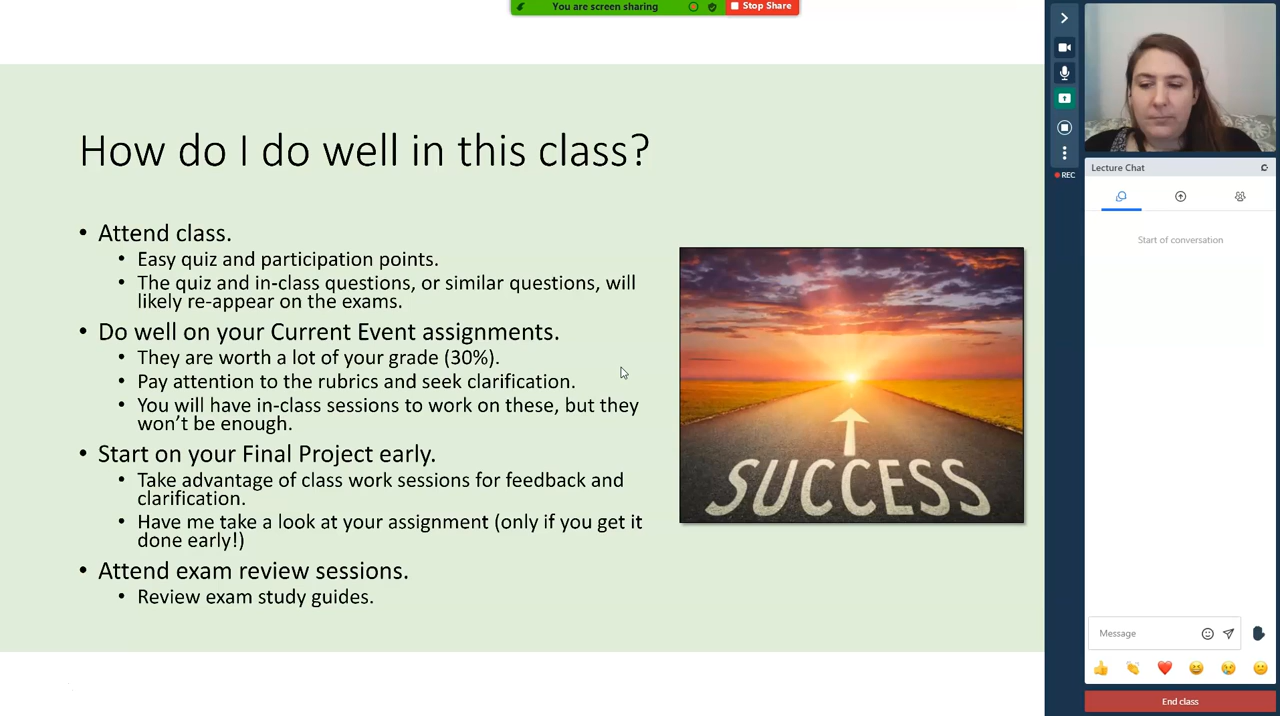 You are screen sharing
Stop Share
How do I do well in this class?
• Attend class.
• Easy quiz and participation points.
• The quiz and in-class questions, or similar questions, will
likely re-appear on the exams.
• Do well on your Current Event assignments.
• They are worth a lot of your grade (30%).
• Pay attention to the rubrics and seek clarification.
• You will have in-class sessions to work on these, but they
won’t be enough.
• Start on your Final Project early.
• Take advantage of class work sessions for feedback and
clarification.
• Have me take a look at your assignment (only if you get it
done early!)
• Attend exam review sessions.
• Review exam study guides.
SUCCESS
REC
Lecture Chat
Start of conversation
Message
End class